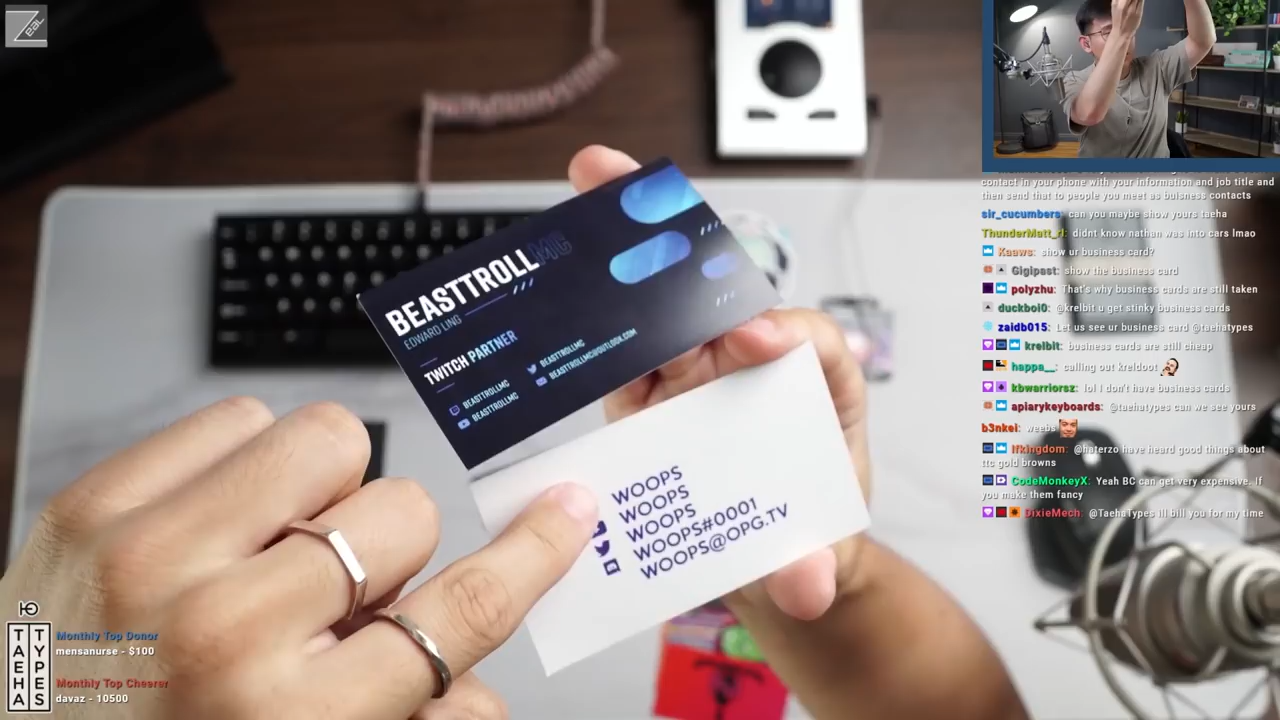 Zeal
BEASTTROLLMC
EDWARD LING
TWITCH PARTNER
BEASTTROLLMC
BEASTTROLLMC
BEASTTROLLMC
BEASTTROLLMC@OUTLOOK.COM
WOOPS
WOOPS
WOOPS
WOOPS#0001
WOOPS@OPG.TV
contact in your phone with your information and job title and
then send that to people you meet as buisness contacts
sir_cucumbers: can you maybe show yours taeha
ThunderMatt_rl: didnt know nathan was into cars lmao
Kaaws: show ur business card?
Gigipast: show the business card
polyzhu: That's why business cards are still taken
duckboi0: @krelbit u get stinky business cards
zaidb015: Let us see ur business card @taehatypes
krelbit: business cards are still cheap
happa__: calling out kreldoot
kbwarriorsz: lol I don't have business cards
apiarykeyboards: @taehatypes can we see yours
b3nkei: weebs
lfkingdom: @haterzo have heard good things about
ttc gold browns
CodeMonkeyX: Yeah BC can get very expensive. If
you make them fancy
DixieMech: @TaehaTypes ill bill you for my time
TAEHA
TYPES
Monthly Top Donor
mensanurse - $100
Monthly Top Cheerer
davaz - 10500